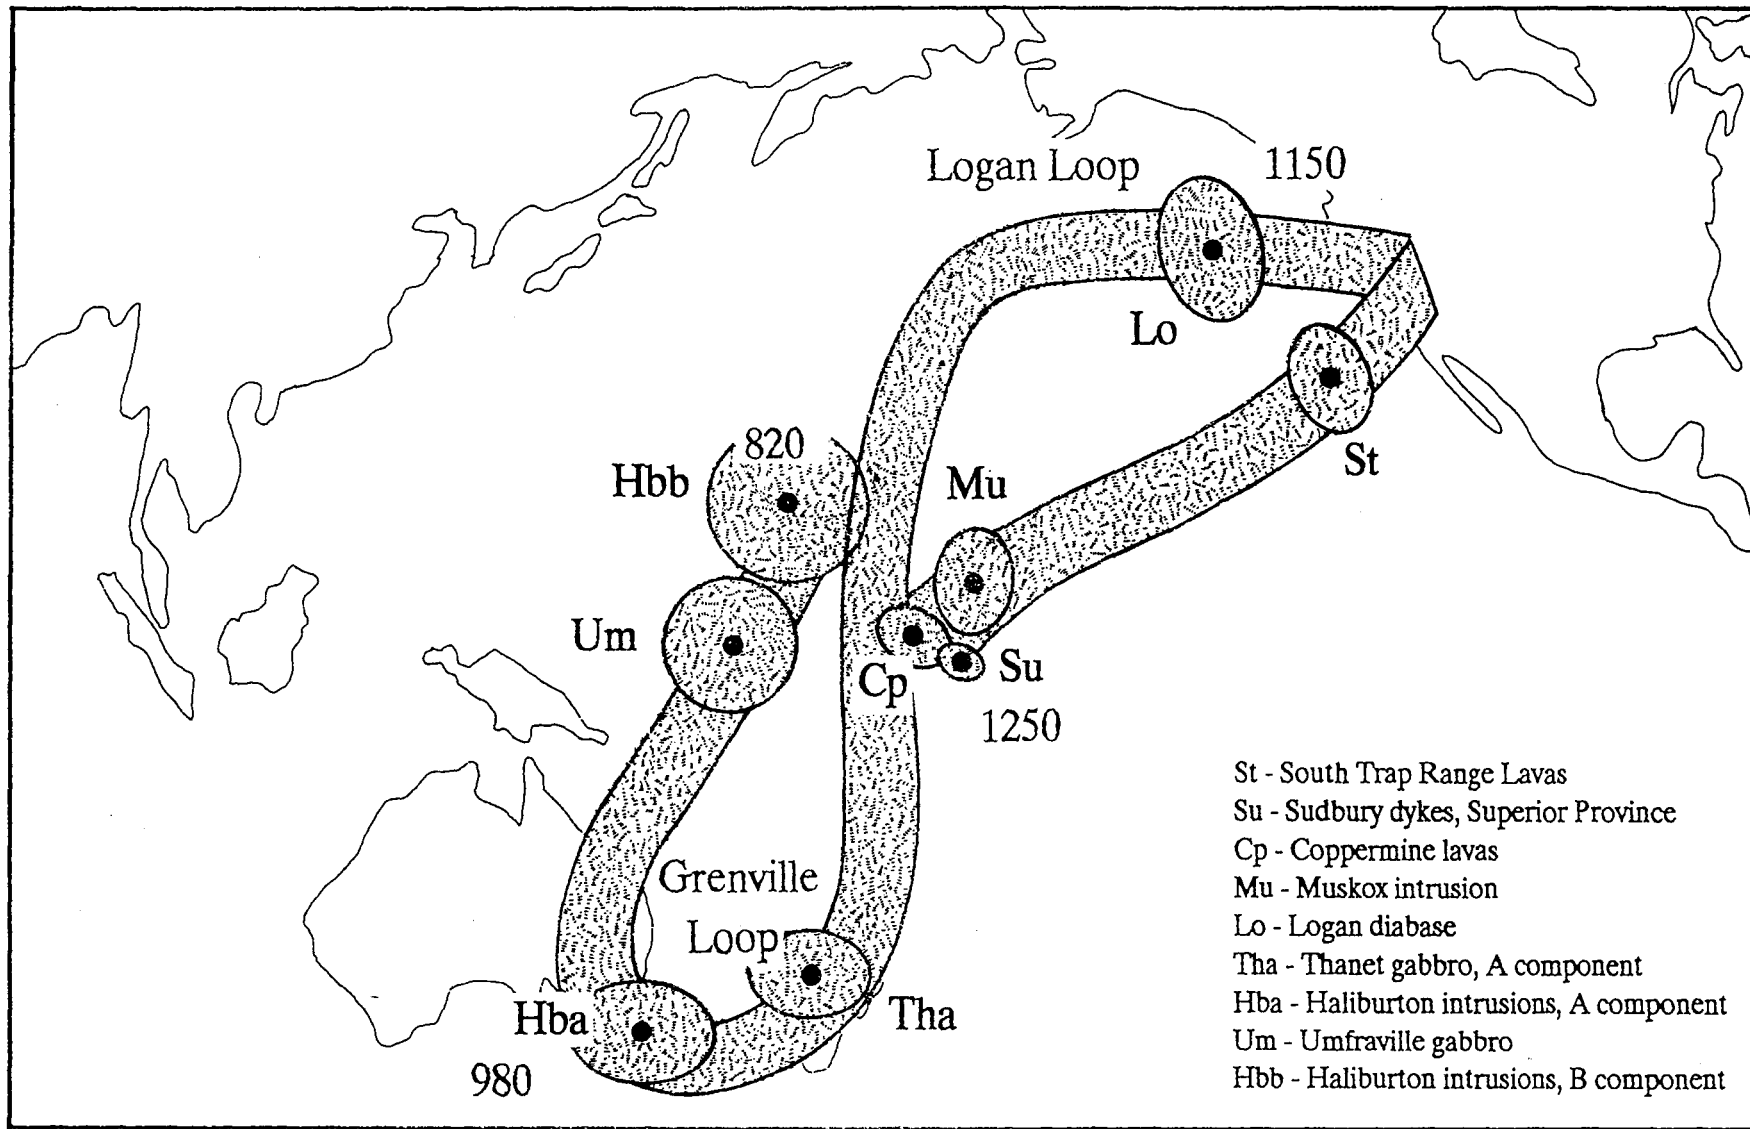 Logan Loop
1150
Lo
820
Hbb
Mu
St
Um
Cp
Su
1250
Grenville
Loop
Hba
Tha
980
St - South Trap Range Lavas
Su - Sudbury dykes, Superior Province
Cp - Coppermine lavas
Mu - Muskox intrusion
Lo - Logan diabase
Tha - Thanet gabbro, A component
Hba - Haliburton intrusions, A component
Um - Umfraville gabbro
Hbb - Haliburton intrusions, B component